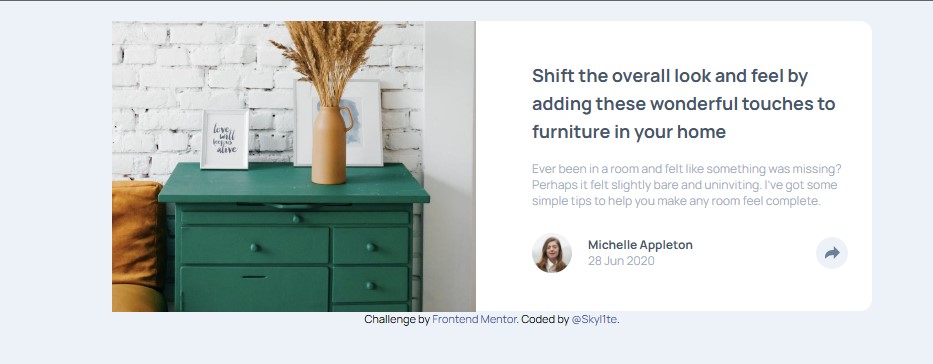 Shift the overall look and feel by
adding these wonderful touches to
furniture in your home
Ever been in a room and felt like something was missing?
Perhaps it felt slightly bare and uninviting. I've got some
simple tips to help you make any room feel complete.
Michelle Appleton
28 Jun 2020
love
will
keep us
alive
Challenge by Frontend Mentor. Coded by @Skyl1te.